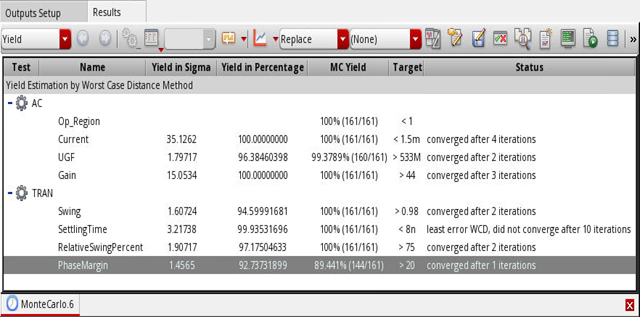 Outputs Setup Results
Yield Replace (None) »
Test Name Yield in Sigma Yield in Percentage MC Yield Target Status
Yield Estimation by Worst Case Distance Method
AC
Op_Region 100% (161/161) < 1
Current 35.1262 100.00000000 100% (161/161) < 1.5m converged after 4 iterations
UGF 1.79717 96.38460398 99.3789% (160/161) > 533M converged after 2 iterations
Gain 15.0534 100.00000000 100% (161/161) > 44 converged after 3 iterations
TRAN
Swing 1.60724 94.59991681 100% (161/161) > 0.98 converged after 2 iterations
SettlingTime 3.21738 99.93531696 100% (161/161) < 8n least error WCD, did not converge after 10 iterations
RelativeSwingPercent 1.90717 97.17504633 100% (161/161) > 75 converged after 2 iterations
PhaseMargin 1.4565 92.73731899 89.441% (144/161) > 20 converged after 1 iterations
MonteCarlo.6